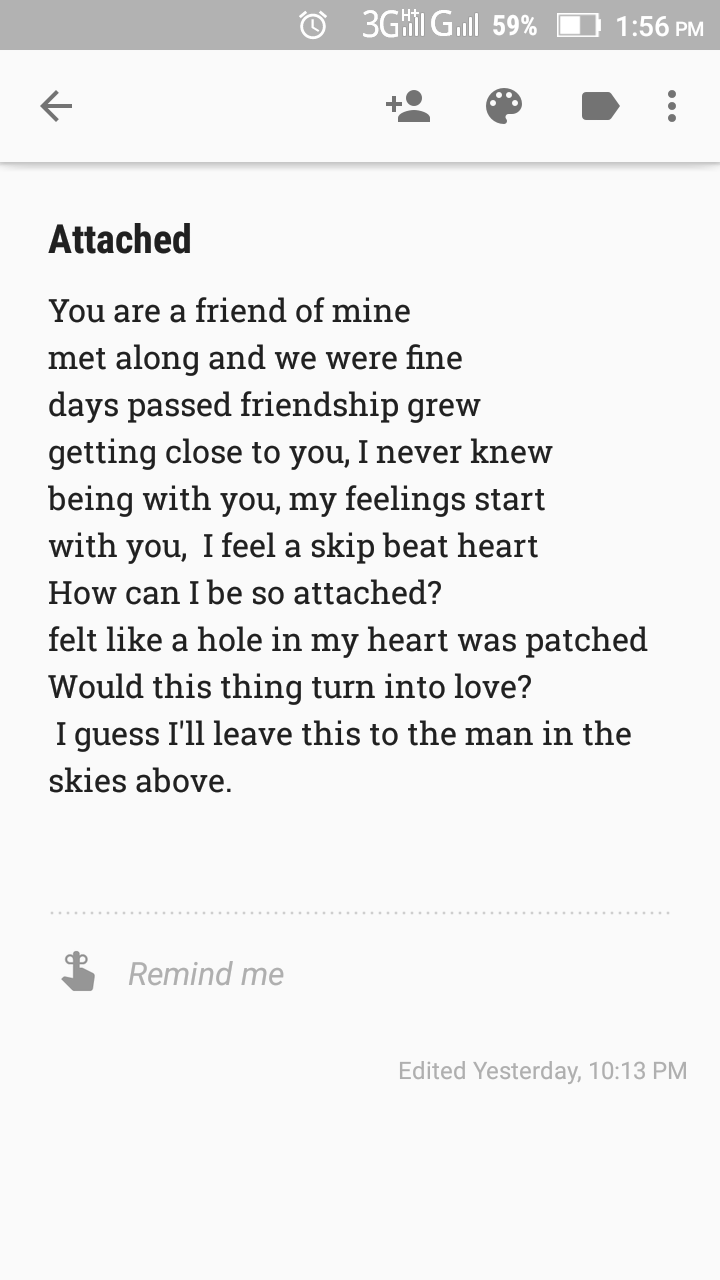 3G H+ G 59% 1:56 PM
Attached
You are a friend of mine
met along and we were fine
days passed friendship grew
getting close to you, I never knew
being with you, my feelings start
with you,  I feel a skip beat heart
How can I be so attached?
felt like a hole in my heart was patched
Would this thing turn into love?
 I guess I'll leave this to the man in the
skies above.
Remind me
Edited Yesterday, 10:13 PM